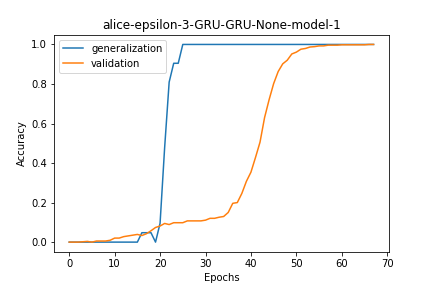 alice-epsilon-3-GRU-GRU-None-model-1
generalization
validation
1.0
0.8
0.6
0.4
0.2
0.0
Accuracy
0 10 20 30 40 50 60 70
Epochs